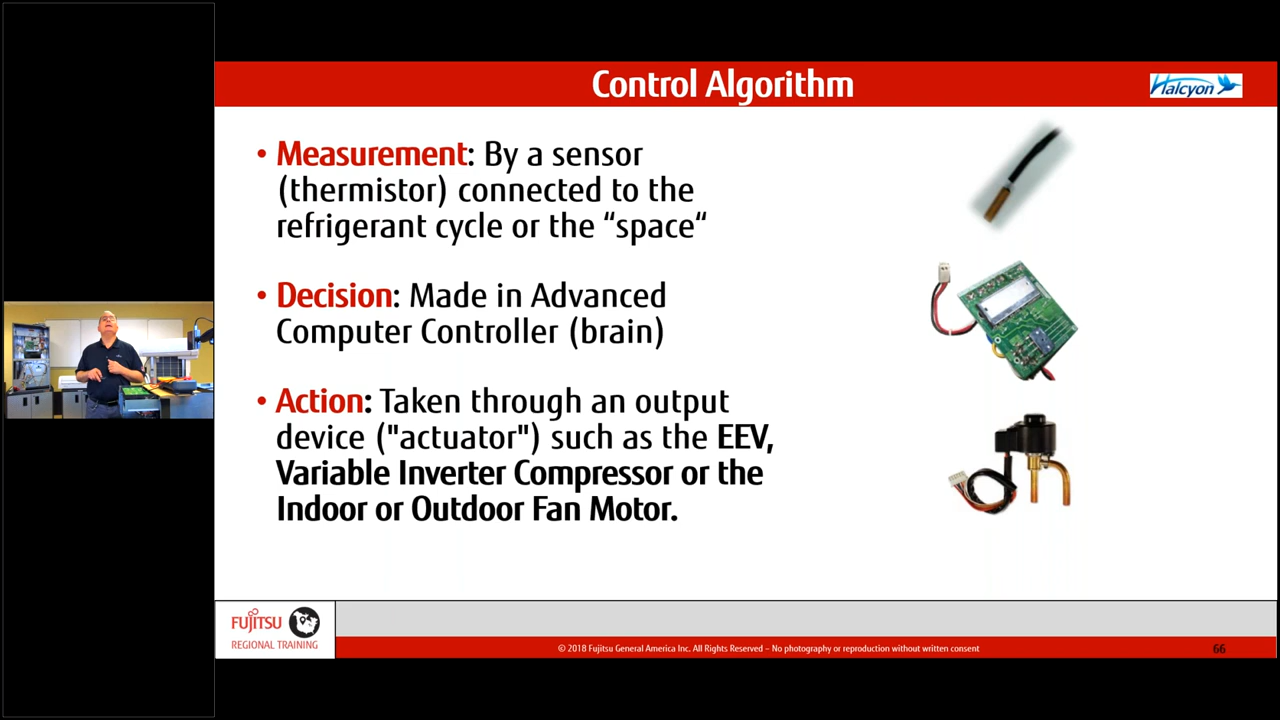 Control Algorithm
Halcyon
• Measurement: By a sensor
(thermistor) connected to the
refrigerant cycle or the “space“
• Decision: Made in Advanced
Computer Controller (brain)
• Action: Taken through an output
device ("actuator") such as the EEV,
Variable Inverter Compressor or the
Indoor or Outdoor Fan Motor.
FUJITSU
REGIONAL TRAINING
© 2018 Fujitsu General America Inc. All Rights Reserved – No photography or reproduction without written consent
66